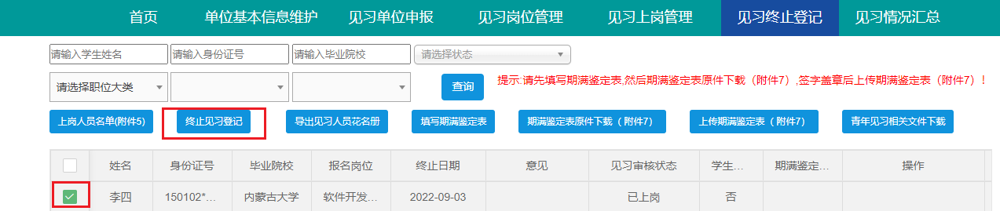 首页 单位基本信息维护 见习单位申报 见习岗位管理 见习上岗管理 见习终止登记 见习情况汇总
请输入学生姓名 请输入身份证号 请输入毕业院校 请选择状态
请选择职位大类 查询 提示:请先填写期满鉴定表,然后期满鉴定表原件下载（附件7）,签字盖章后上传期满鉴定表（附件7）！
上岗人员名单(附件5) 终止见习登记 导出见习人员花名册 填写期满鉴定表 期满鉴定表原件下载（附件7） 上传期满鉴定表（附件7） 青年见习相关文件下载
姓名 身份证号 毕业院校 报名岗位 终止日期 意见 见习审核状态 学生... 期满鉴定... 操作
李四 150102*... 内蒙古大学 软件开发... 2022-09-03 已上岗 否